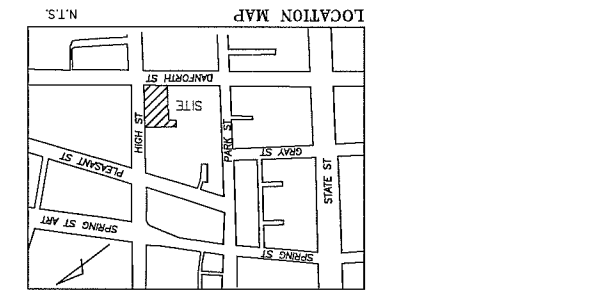 SPRING ST
SPRING ST ART
STATE ST
GRAY ST
PLEASANT ST
PARK ST
HIGH ST
SITE
DANFORTH ST
LOCATION MAP
N.T.S.